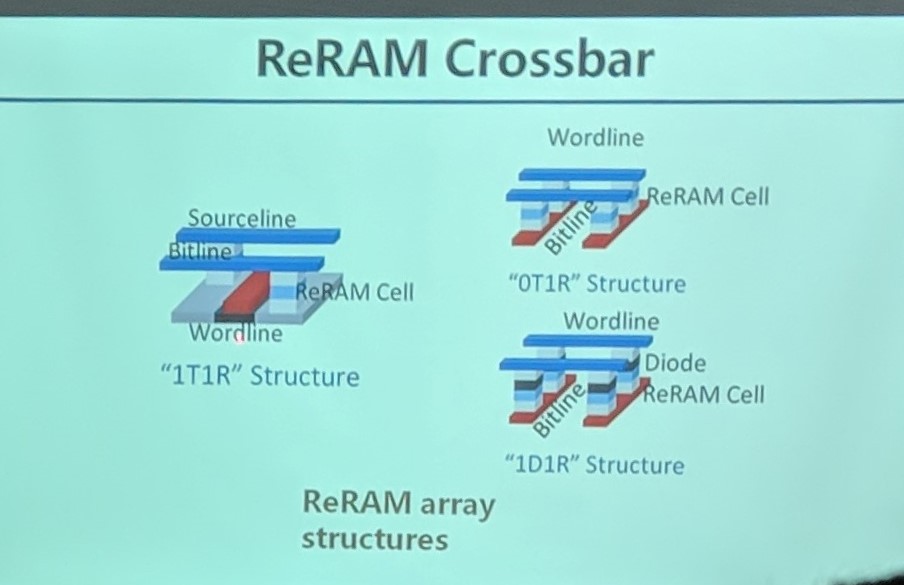 ReRAM Crossbar
Sourceline
Bitline
ReRAM Cell
Wordline
“1T1R” Structure
Wordline
ReRAM Cell
Bitline
“0T1R” Structure
Wordline
Diode
ReRAM Cell
Bitline
“1D1R” Structure
ReRAM array
structures